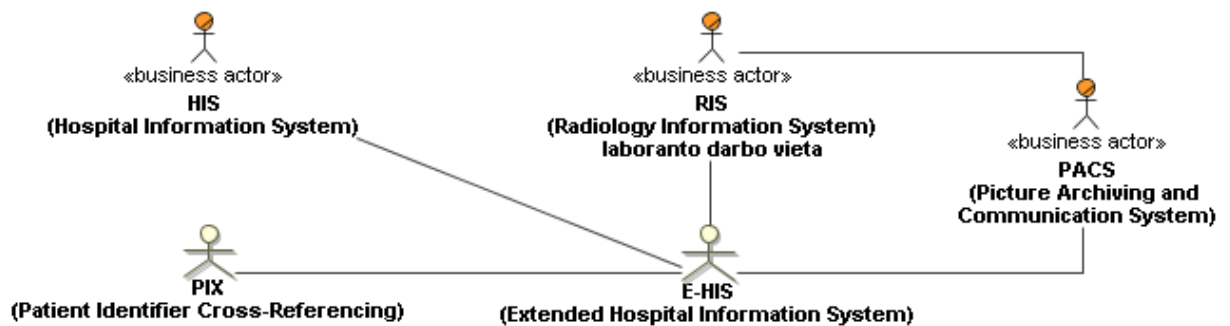 «business actor»
HIS
(Hospital Information System)
«business actor»
RIS
(Radiology Information System)
laboranto darbo vieta
«business actor»
PACS
(Picture Archiving and
Communication System)
PIX
(Patient Identifier Cross-Referencing)
E-HIS
(Extended Hospital Information System)